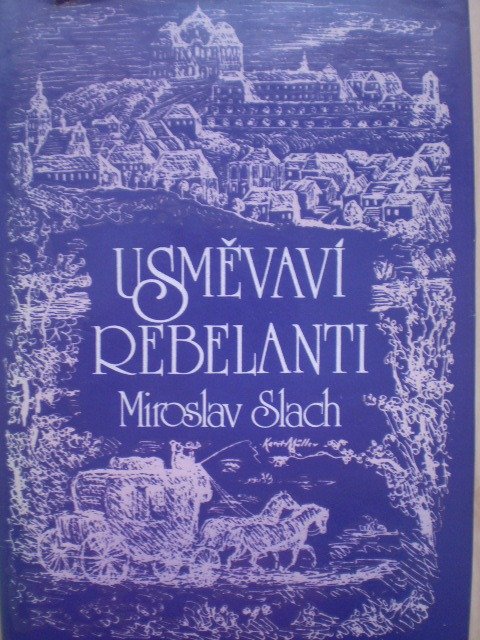 USMĚVAVÍ
REBELANTI
Miroslav Slach